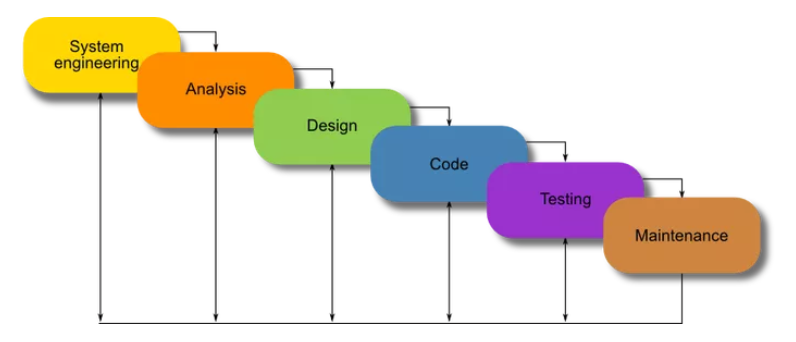 System
engineering
Analysis
Design
Code
Testing
Maintenance